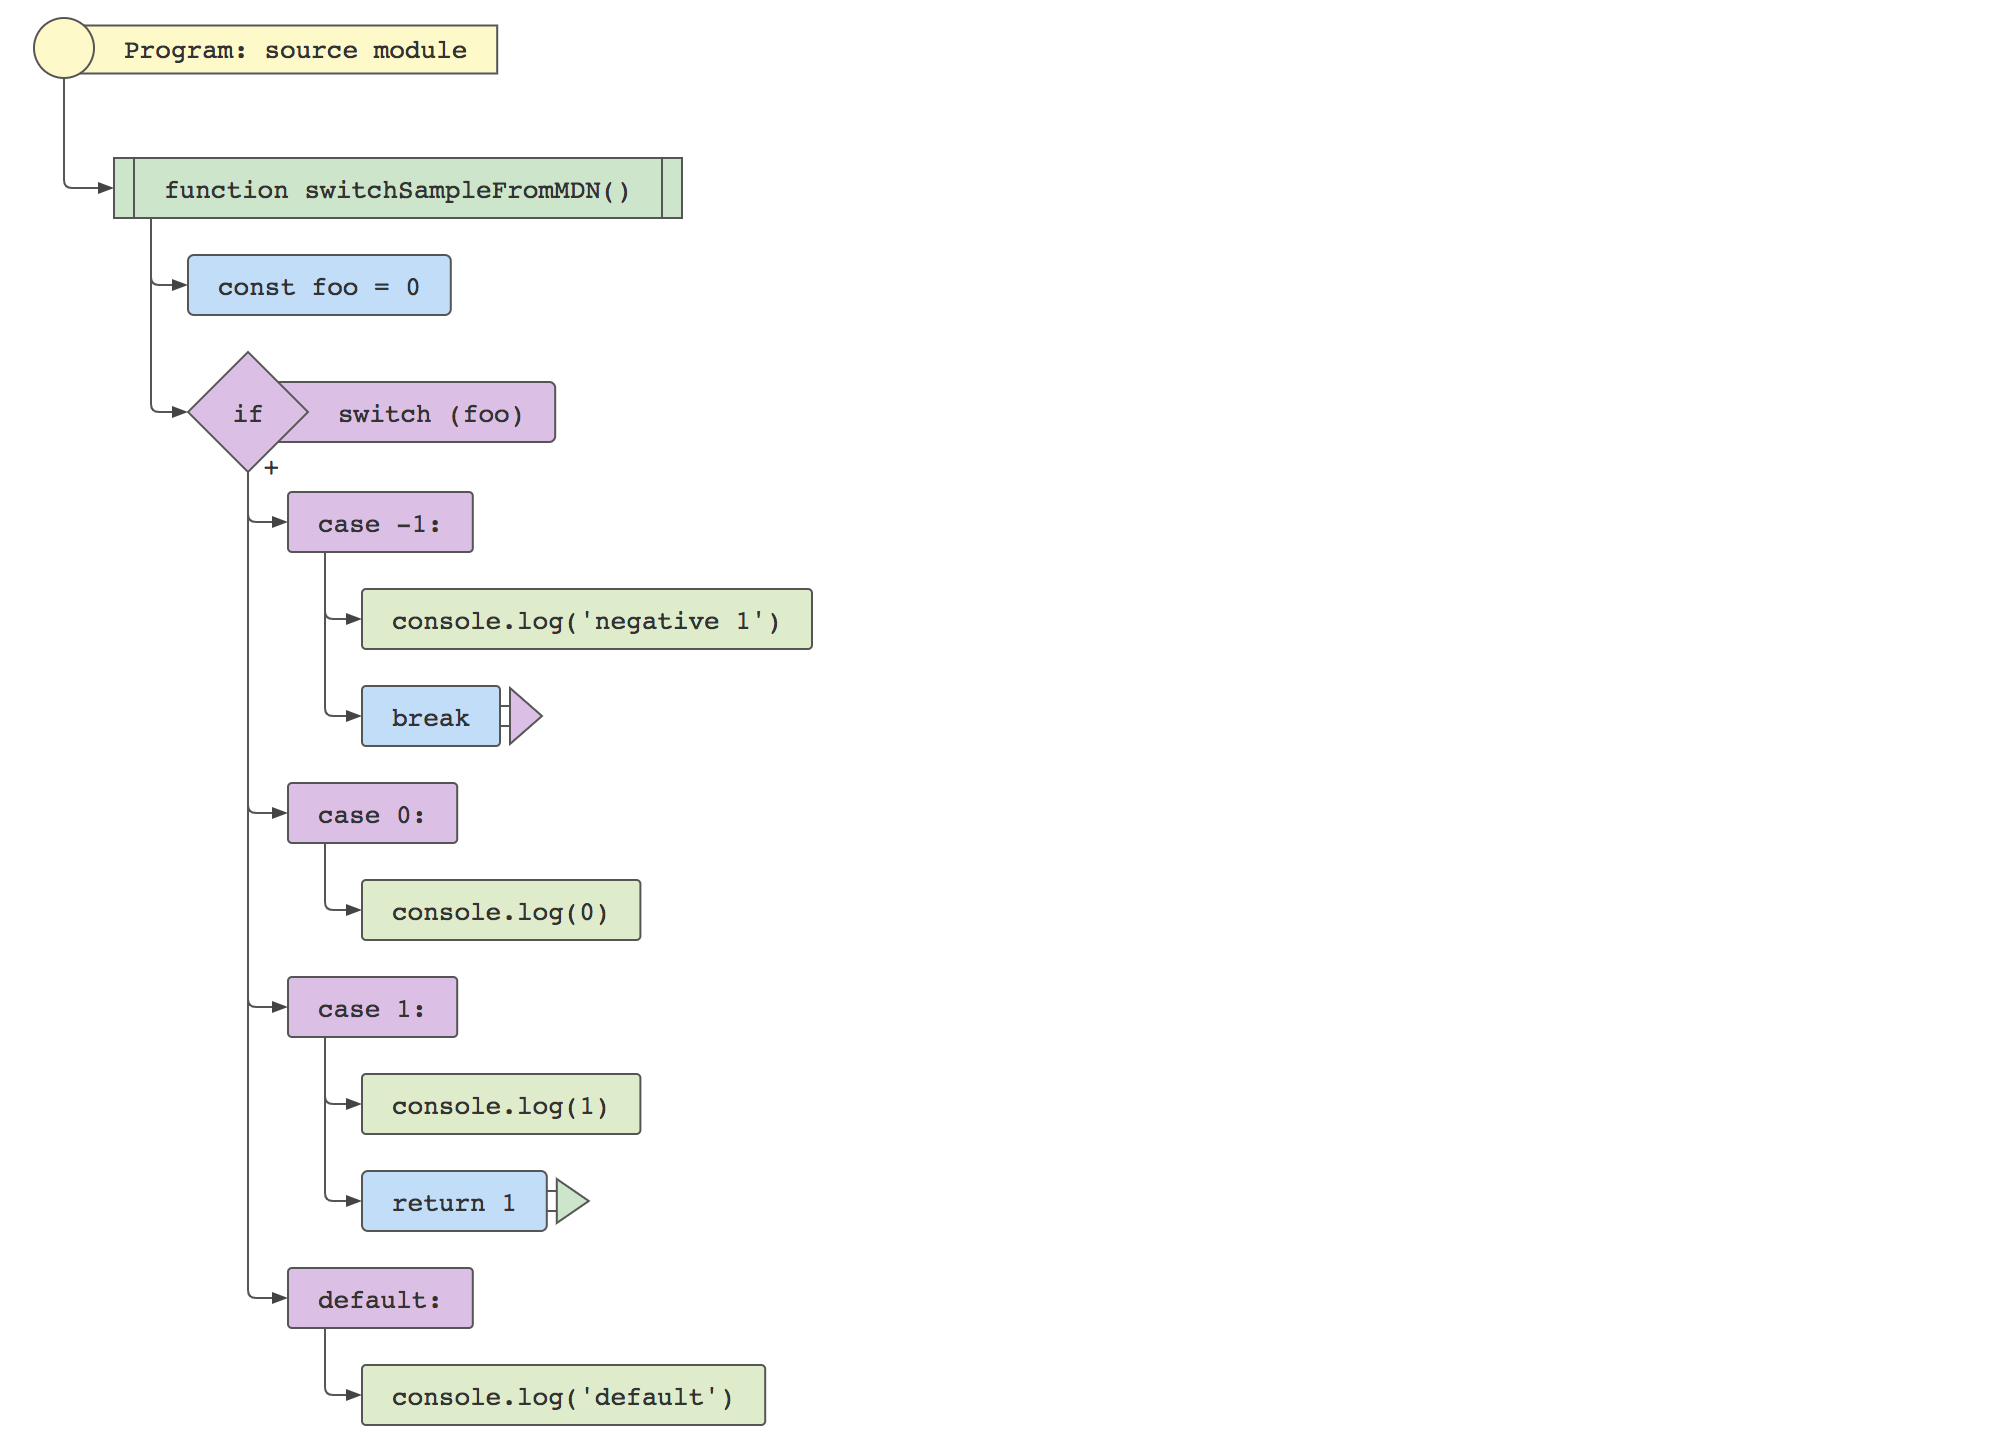 Program: source module
function switchSampleFromMDN()
const foo = 0
if switch (foo)
+
case -1:
console.log('negative 1')
break
case 0:
console.log(0)
case 1:
console.log(1)
return 1
default:
console.log('default')